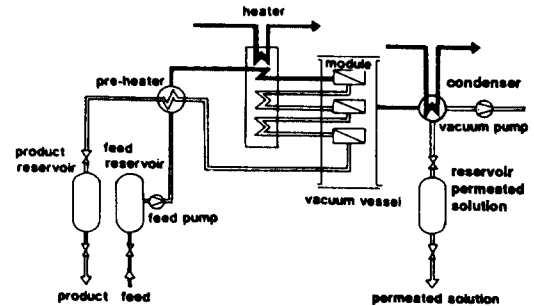 heater
module
pre-heater
condenser
vacuum pump
product
reservoir
feed
reservoir
reservoir
permeated
solution
feed pump
vacuum vessel
product
feed
permeated solution